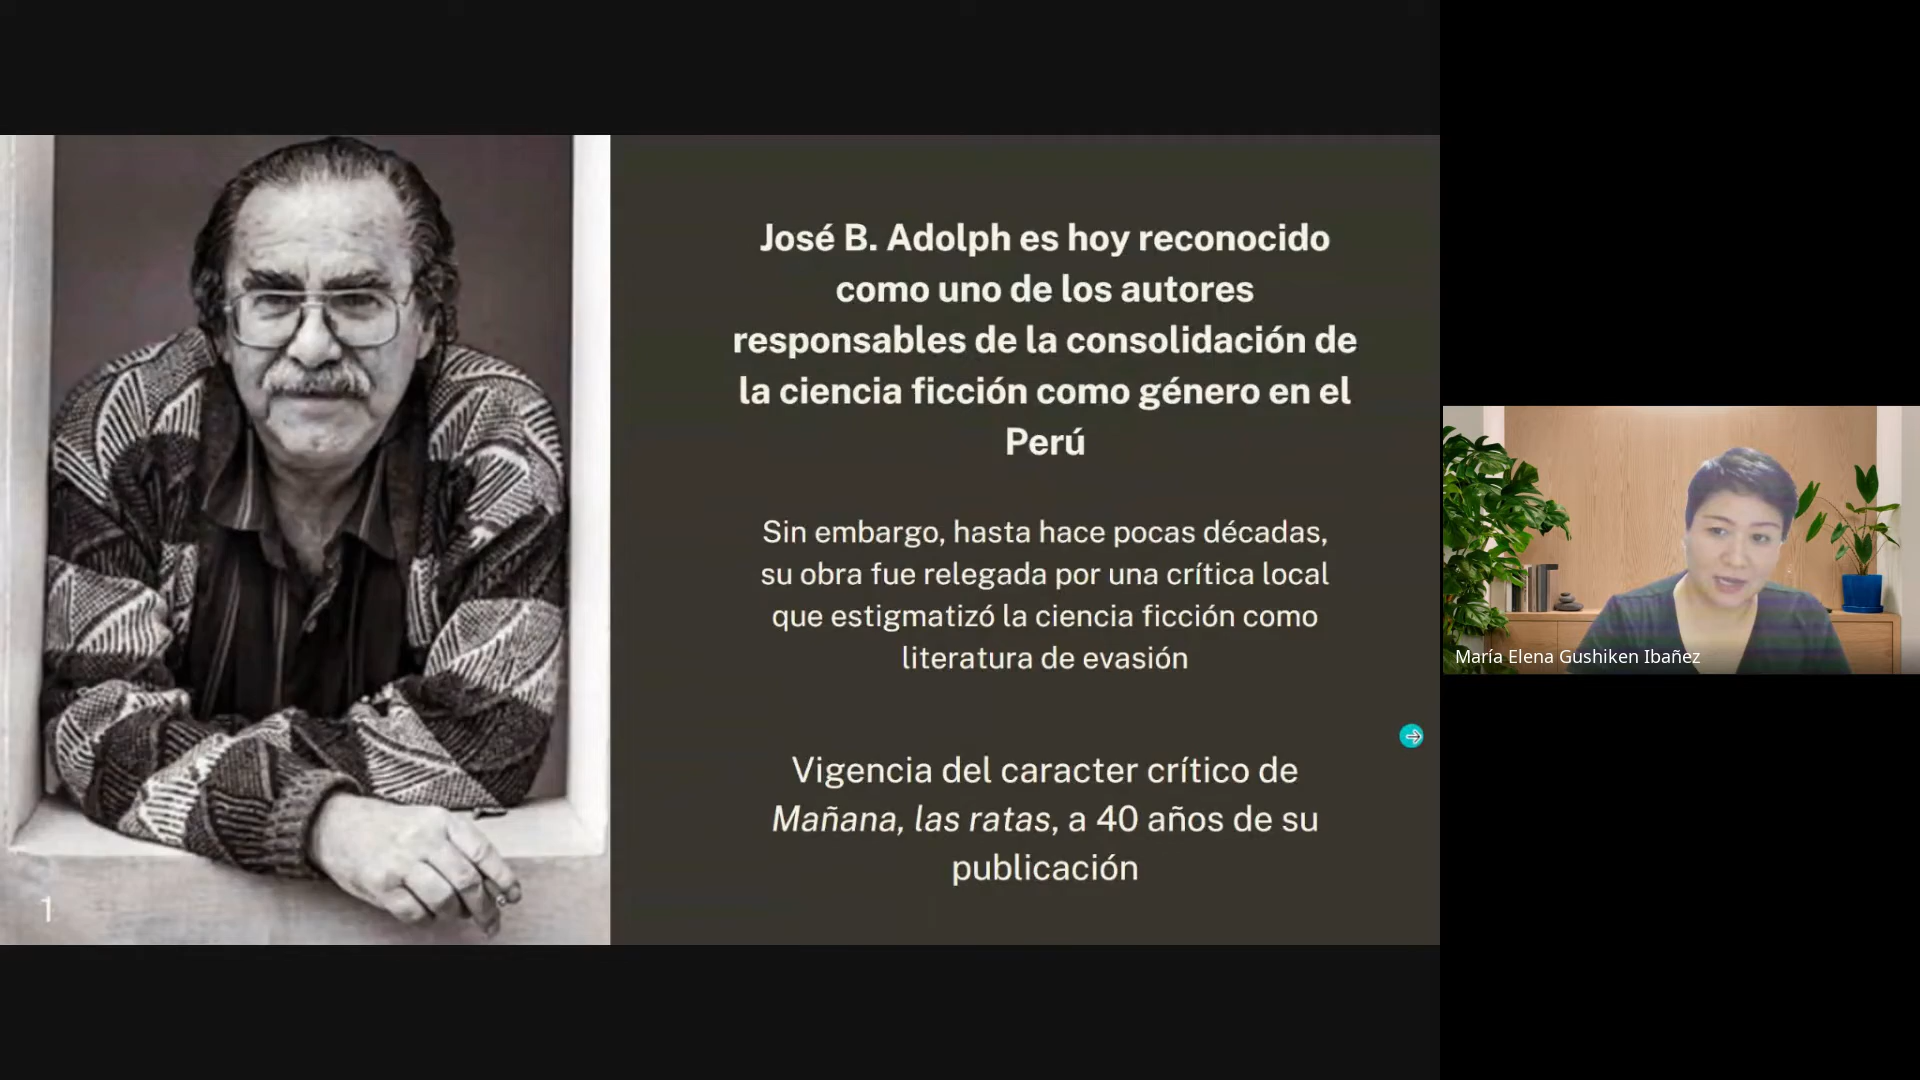 José B. Adolph es hoy reconocido
como uno de los autores
responsables de la consolidación de
la ciencia ficción como género en el
Perú
Sin embargo, hasta hace pocas décadas,
su obra fue relegada por una crítica local
que estigmatizó la ciencia ficción como
literatura de evasión
Vigencia del caracter crítico de
Mañana, las ratas, a 40 años de su
publicación
1
María Elena Gushiken Ibañez